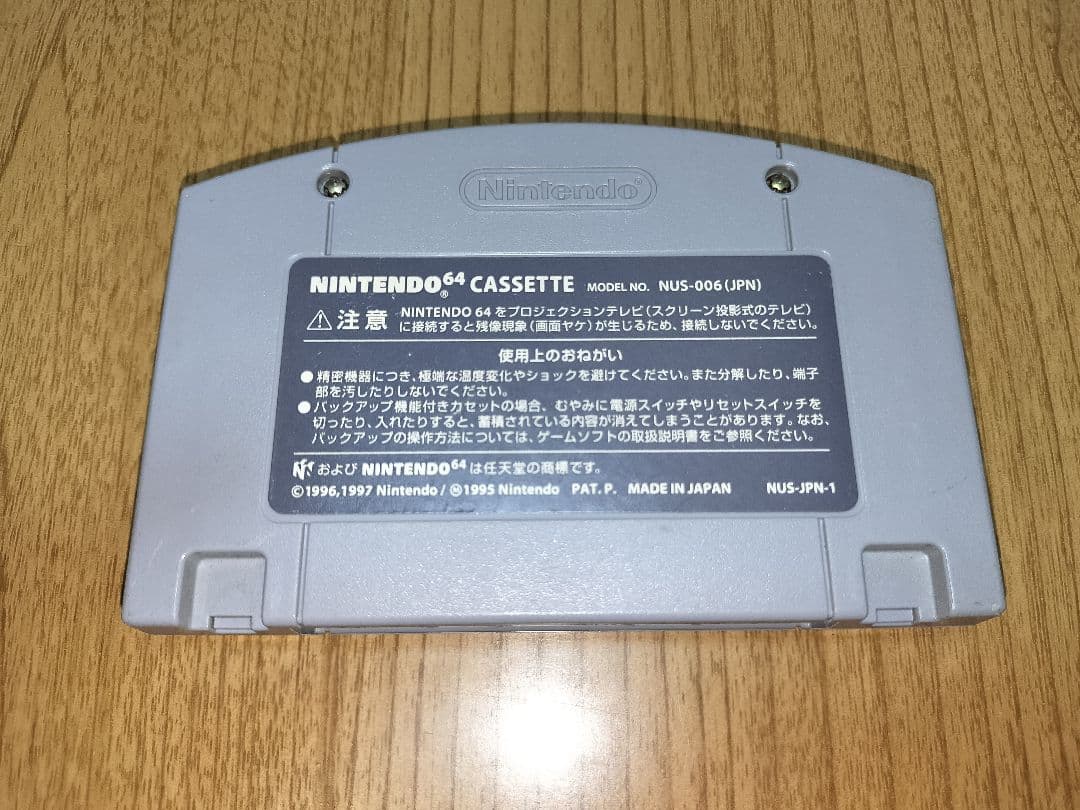 Nintendo®
NINTENDO®64 CASSETTE MODEL NO. NUS-006(JPN)
⚠注意 NINTENDO 64 をプロジェクションテレビ(スクリーン投影式のテレビ)
に接続すると残像現象(画面ヤケ)が生じるため、接続しないでください。
使用上のおねがい
●精密機器につき、極端な温度変化やショックを避けてください。また分解したり、端子
部を汚したりしないでください。
●バックアップ機能付きカセットの場合、むやみに電源スイッチやリセットスイッチを
切ったり、入れたりすると、蓄積されている内容が消えてしまうことがあります。なお、
バックアップの操作方法については、ゲームソフトの取扱説明書をご参照ください。
および NINTENDO64 は任天堂の商標です。
©1996,1997 Nintendo / Ⓜ1995 Nintendo PAT. P. MADE IN JAPAN NUS-JPN-1